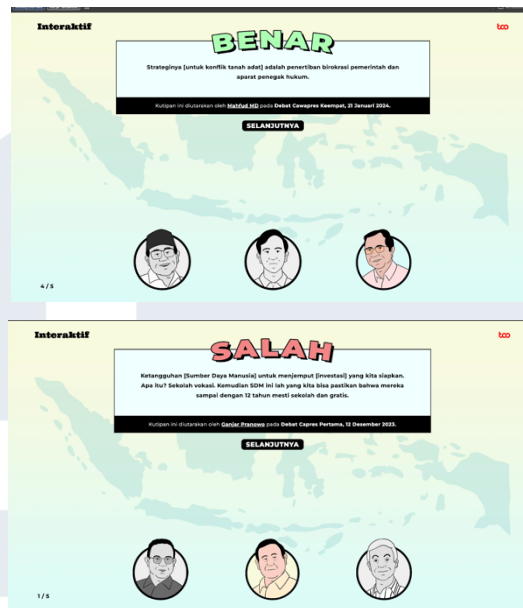 Interaktif
BENAR
Strateginya [untuk konflik tanah adat] adalah penertiban birokrasi pemerintah dan
aparat penegak hukum.
Kutipan ini diutarakan oleh Mahfud MD pada Debat Cawapres Keempat, 21 Januari 2024.
SELANJUTNYA
4 / 5
Interaktif
SALAH
Ketangguhan [Sumber Daya Manusia] untuk menjemput [investasi] yang kita siapkan.
Apa itu? Sekolah vokasi. Kemudian SDM ini lah yang kita bisa pastikan bahwa mereka
sampai dengan 12 tahun mesti sekolah dan gratis.
Kutipan ini diutarakan oleh Ganjar Pranowo pada Debat Capres Pertama, 12 Desember 2023.
SELANJUTNYA
1 / 5